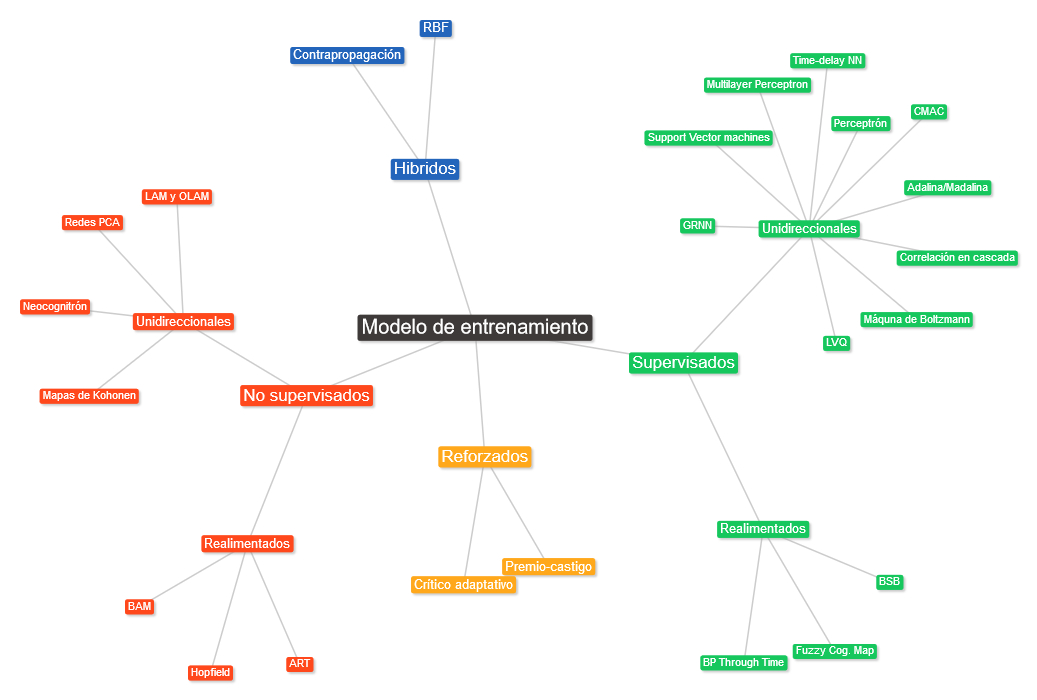 RBF
Contrapropagación
Time-delay NN
Multilayer Perceptron
CMAC
Perceptrón
Support Vector machines
Hibridos
Adalina/Madalina
LAM y OLAM
Redes PCA
GRNN
Unidireccionales
Correlación en cascada
Neocognitrón
Unidireccionales
Máquna de Boltzmann
Modelo de entrenamiento
LVQ
Supervisados
Mapas de Kohonen
No supervisados
Reforzados
Realimentados
Realimentados
Premio-castigo
Crítico adaptativo
BSB
BAM
Fuzzy Cog. Map
BP Through Time
ART
Hopfield